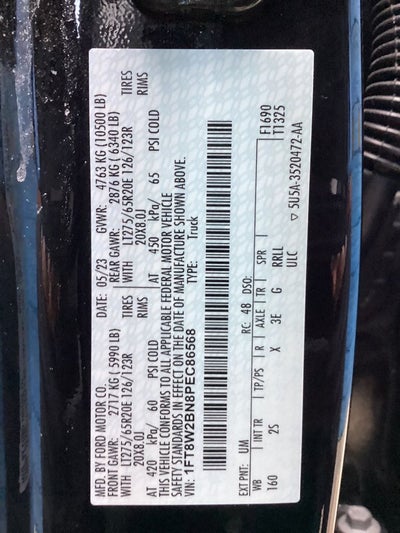 MFD. BY FORD MOTOR CO.
DATE: 05/23
GVWR: 4763 KG (10500 LB)
FRONT GAWR: 2717 KG ( 5990 LB)
REAR GAWR: 2876 KG ( 6340 LB)
WITH LT275/65R20E 126/123R TIRES
WITH LT275/65R20E 126/123R TIRES
20X8.0J RIMS
20X8.0J RIMS
AT 420 kPa/ 60 PSI COLD
AT 450 kPa/ 65 PSI COLD
THIS VEHICLE CONFORMS TO ALL APPLICABLE FEDERAL MOTOR VEHICLE
SAFETY STANDARDS IN EFFECT ON THE DATE OF MANUFACTURE SHOWN ABOVE.
VIN: 1FT8W2BN8PEC86568
TYPE: Truck
F1690
T1325
EXT PNT: UM RC: 48 DSO:
WB INT TR TP/PS R AXLE TR SPR
160 2S X 3E G RRLL
ULC
▽ 5U5A-3520472-AA